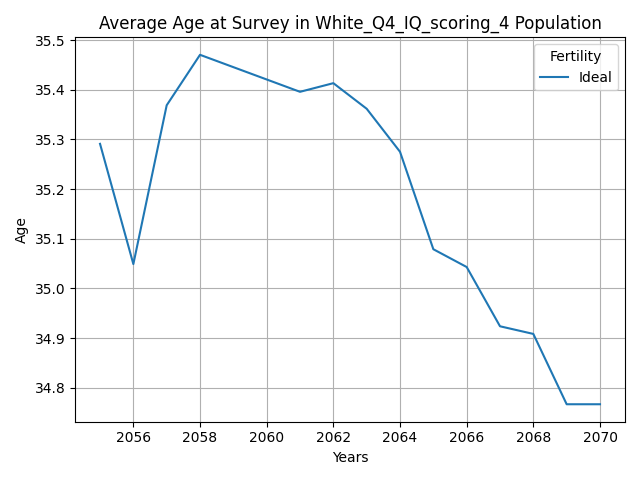 Average Age at Survey in White_Q4_IQ_scoring_4 Population
35.5
35.4
35.3
35.2
35.1
35.0
34.9
34.8
Age
Fertility
Ideal
2056 2058 2060 2062 2064 2066 2068 2070
Years